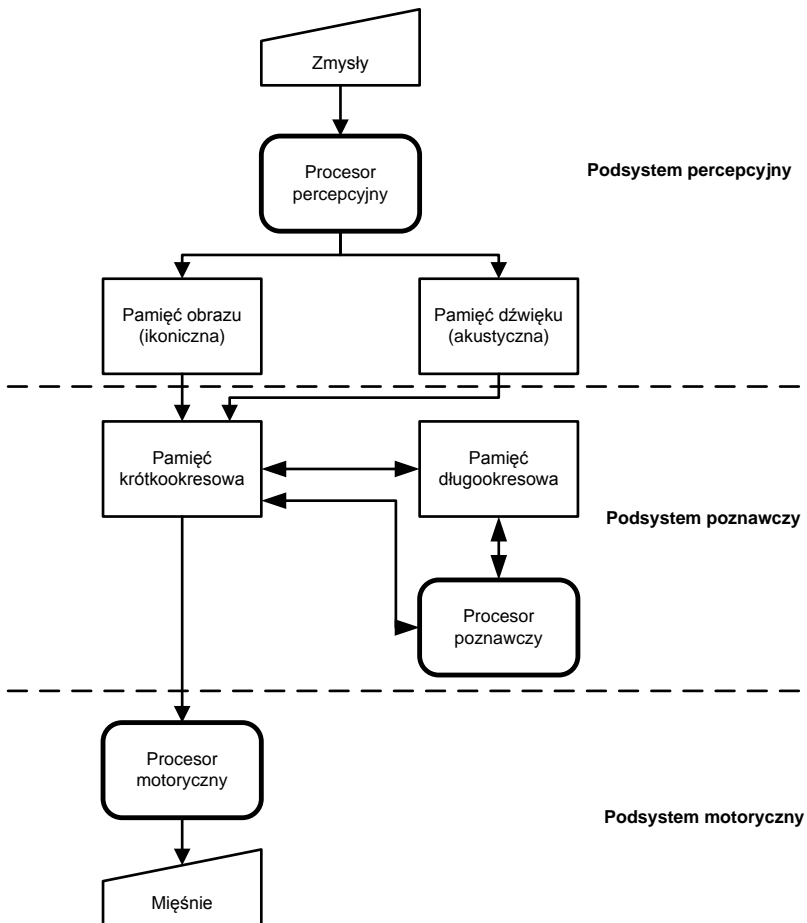 Zmysły
Procesor
percepcyjny
Podsystem percepcyjny
Pamięć obrazu
(ikoniczna)
Pamięć dźwięku
(akustyczna)
Pamięć
krótkookresowa
Pamięć
długookresowa
Podsystem poznawczy
Procesor
poznawczy
Procesor
motoryczny
Podsystem motoryczny
Mięśnie